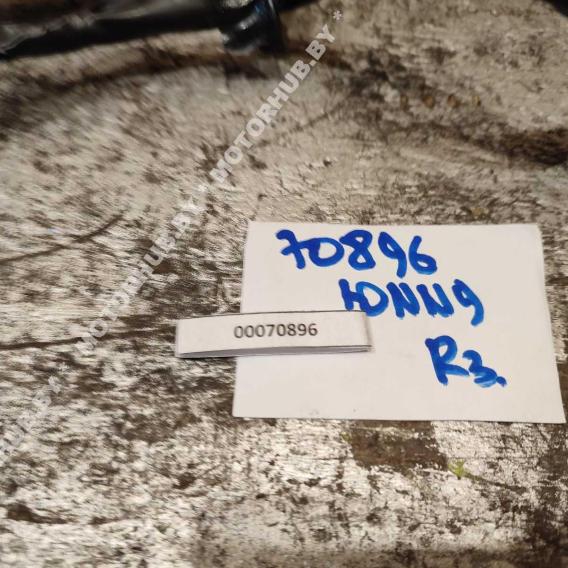 70896
ЮNN9
R3.
00070896
* MOTORHUB.BY * MOTORHUB.BY *